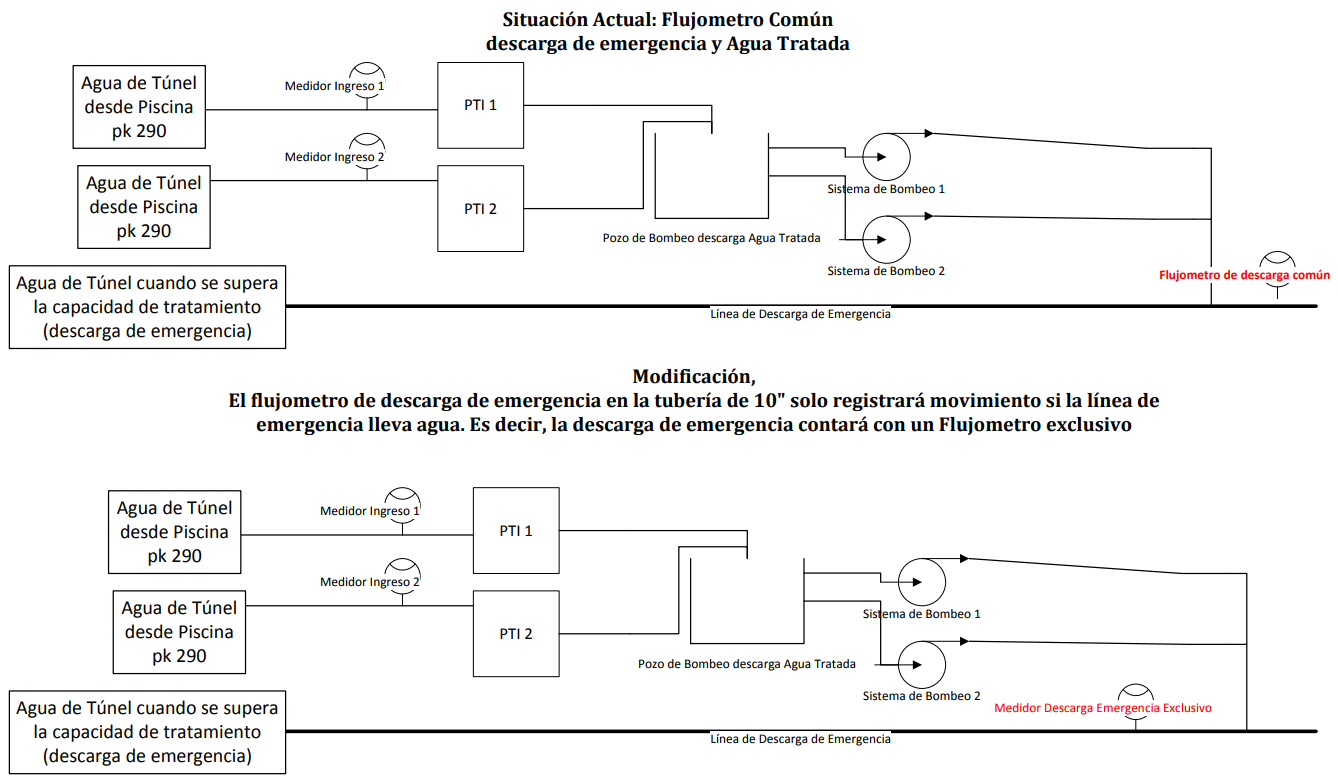 Situación Actual: Flujometro Común
descarga de emergencia y Agua Tratada
Agua de Túnel
desde Piscina
pk 290
Medidor Ingreso 1
PTI 1
Agua de Túnel
desde Piscina
pk 290
Medidor Ingreso 2
PTI 2
Pozo de Bombeo descarga Agua Tratada
Sistema de Bombeo 1
Sistema de Bombeo 2
Flujometro de descarga común
Agua de Túnel cuando se supera
la capacidad de tratamiento
(descarga de emergencia)
Línea de Descarga de Emergencia
Modificación,
El flujometro de descarga de emergencia en la tubería de 10" solo registrará movimiento si la línea de
emergencia lleva agua. Es decir, la descarga de emergencia contará con un Flujometro exclusivo
Agua de Túnel
desde Piscina
pk 290
Medidor Ingreso 1
PTI 1
Agua de Túnel
desde Piscina
pk 290
Medidor Ingreso 2
PTI 2
Pozo de Bombeo descarga Agua Tratada
Sistema de Bombeo 1
Sistema de Bombeo 2
Medidor Descarga Emergencia Exclusivo
Agua de Túnel cuando se supera
la capacidad de tratamiento
(descarga de emergencia)
Línea de Descarga de Emergencia